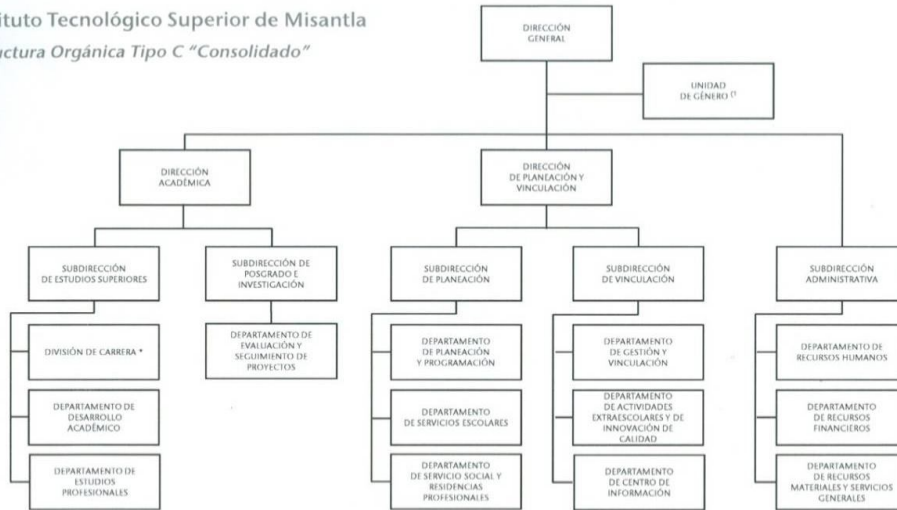 ituto Tecnológico Superior de Misantla
uctura Orgánica Tipo C "Consolidado"
DIRECCIÓN
GENERAL
UNIDAD
DE GÉNERO (1)
DIRECCIÓN
ACADÉMICA
DIRECCIÓN
DE PLANEACIÓN Y
VINCULACIÓN
SUBDIRECCIÓN
DE ESTUDIOS SUPERIORES
SUBDIRECCIÓN DE
POSGRADO E
INVESTIGACIÓN
SUBDIRECCIÓN
DE PLANEACIÓN
SUBDIRECCIÓN
DE VINCULACIÓN
SUBDIRECCIÓN
ADMINISTRATIVA
DIVISIÓN DE CARRERA *
DEPARTAMENTO DE
DESARROLLO
ACADÉMICO
DEPARTAMENTO DE
ESTUDIOS
PROFESIONALES
DEPARTAMENTO DE
EVALUACIÓN Y
SEGUIMIENTO DE
PROYECTOS
DEPARTAMENTO
DE PLANEACIÓN
Y PROGRAMACIÓN
DEPARTAMENTO
DE SERVICIOS ESCOLARES
DEPARTAMENTO
DE SERVICIO SOCIAL Y
RESIDENCIAS
PROFESIONALES
DEPARTAMENTO
DE GESTIÓN Y
VINCULACIÓN
DEPARTAMENTO
DE ACTIVIDADES
EXTRAESCOLARES Y DE
INNOVACIÓN DE
CALIDAD
DEPARTAMENTO
DE CENTRO DE
INFORMACIÓN
DEPARTAMENTO DE
RECURSOS HUMANOS
DEPARTAMENTO
DE RECURSOS
FINANCIEROS
DEPARTAMENTO
DE RECURSOS
MATERIALES Y SERVICIOS
GENERALES